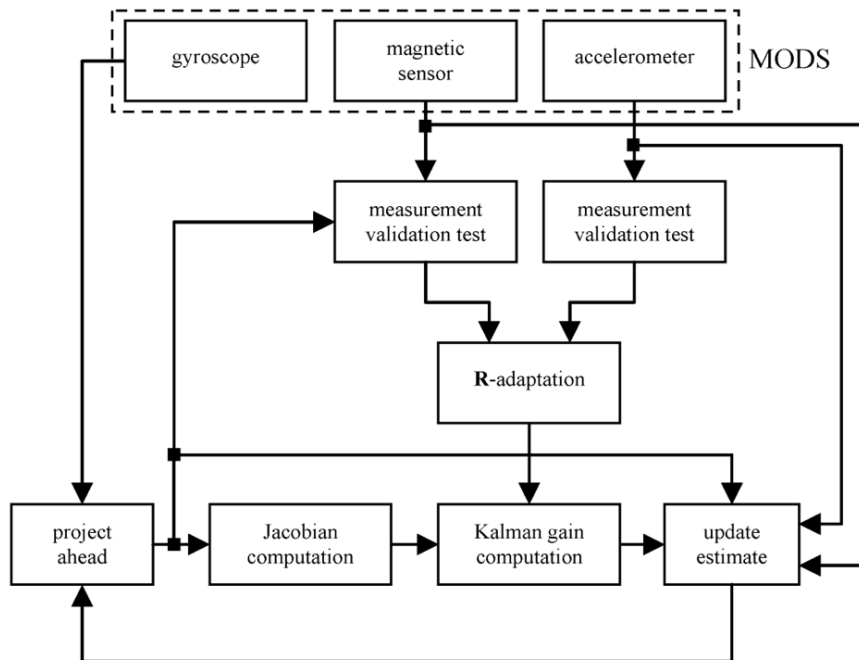 gyroscope
magnetic
sensor
accelerometer
MODS
measurement
validation test
measurement
validation test
R-adaptation
project
ahead
Jacobian
computation
Kalman gain
computation
update
estimate